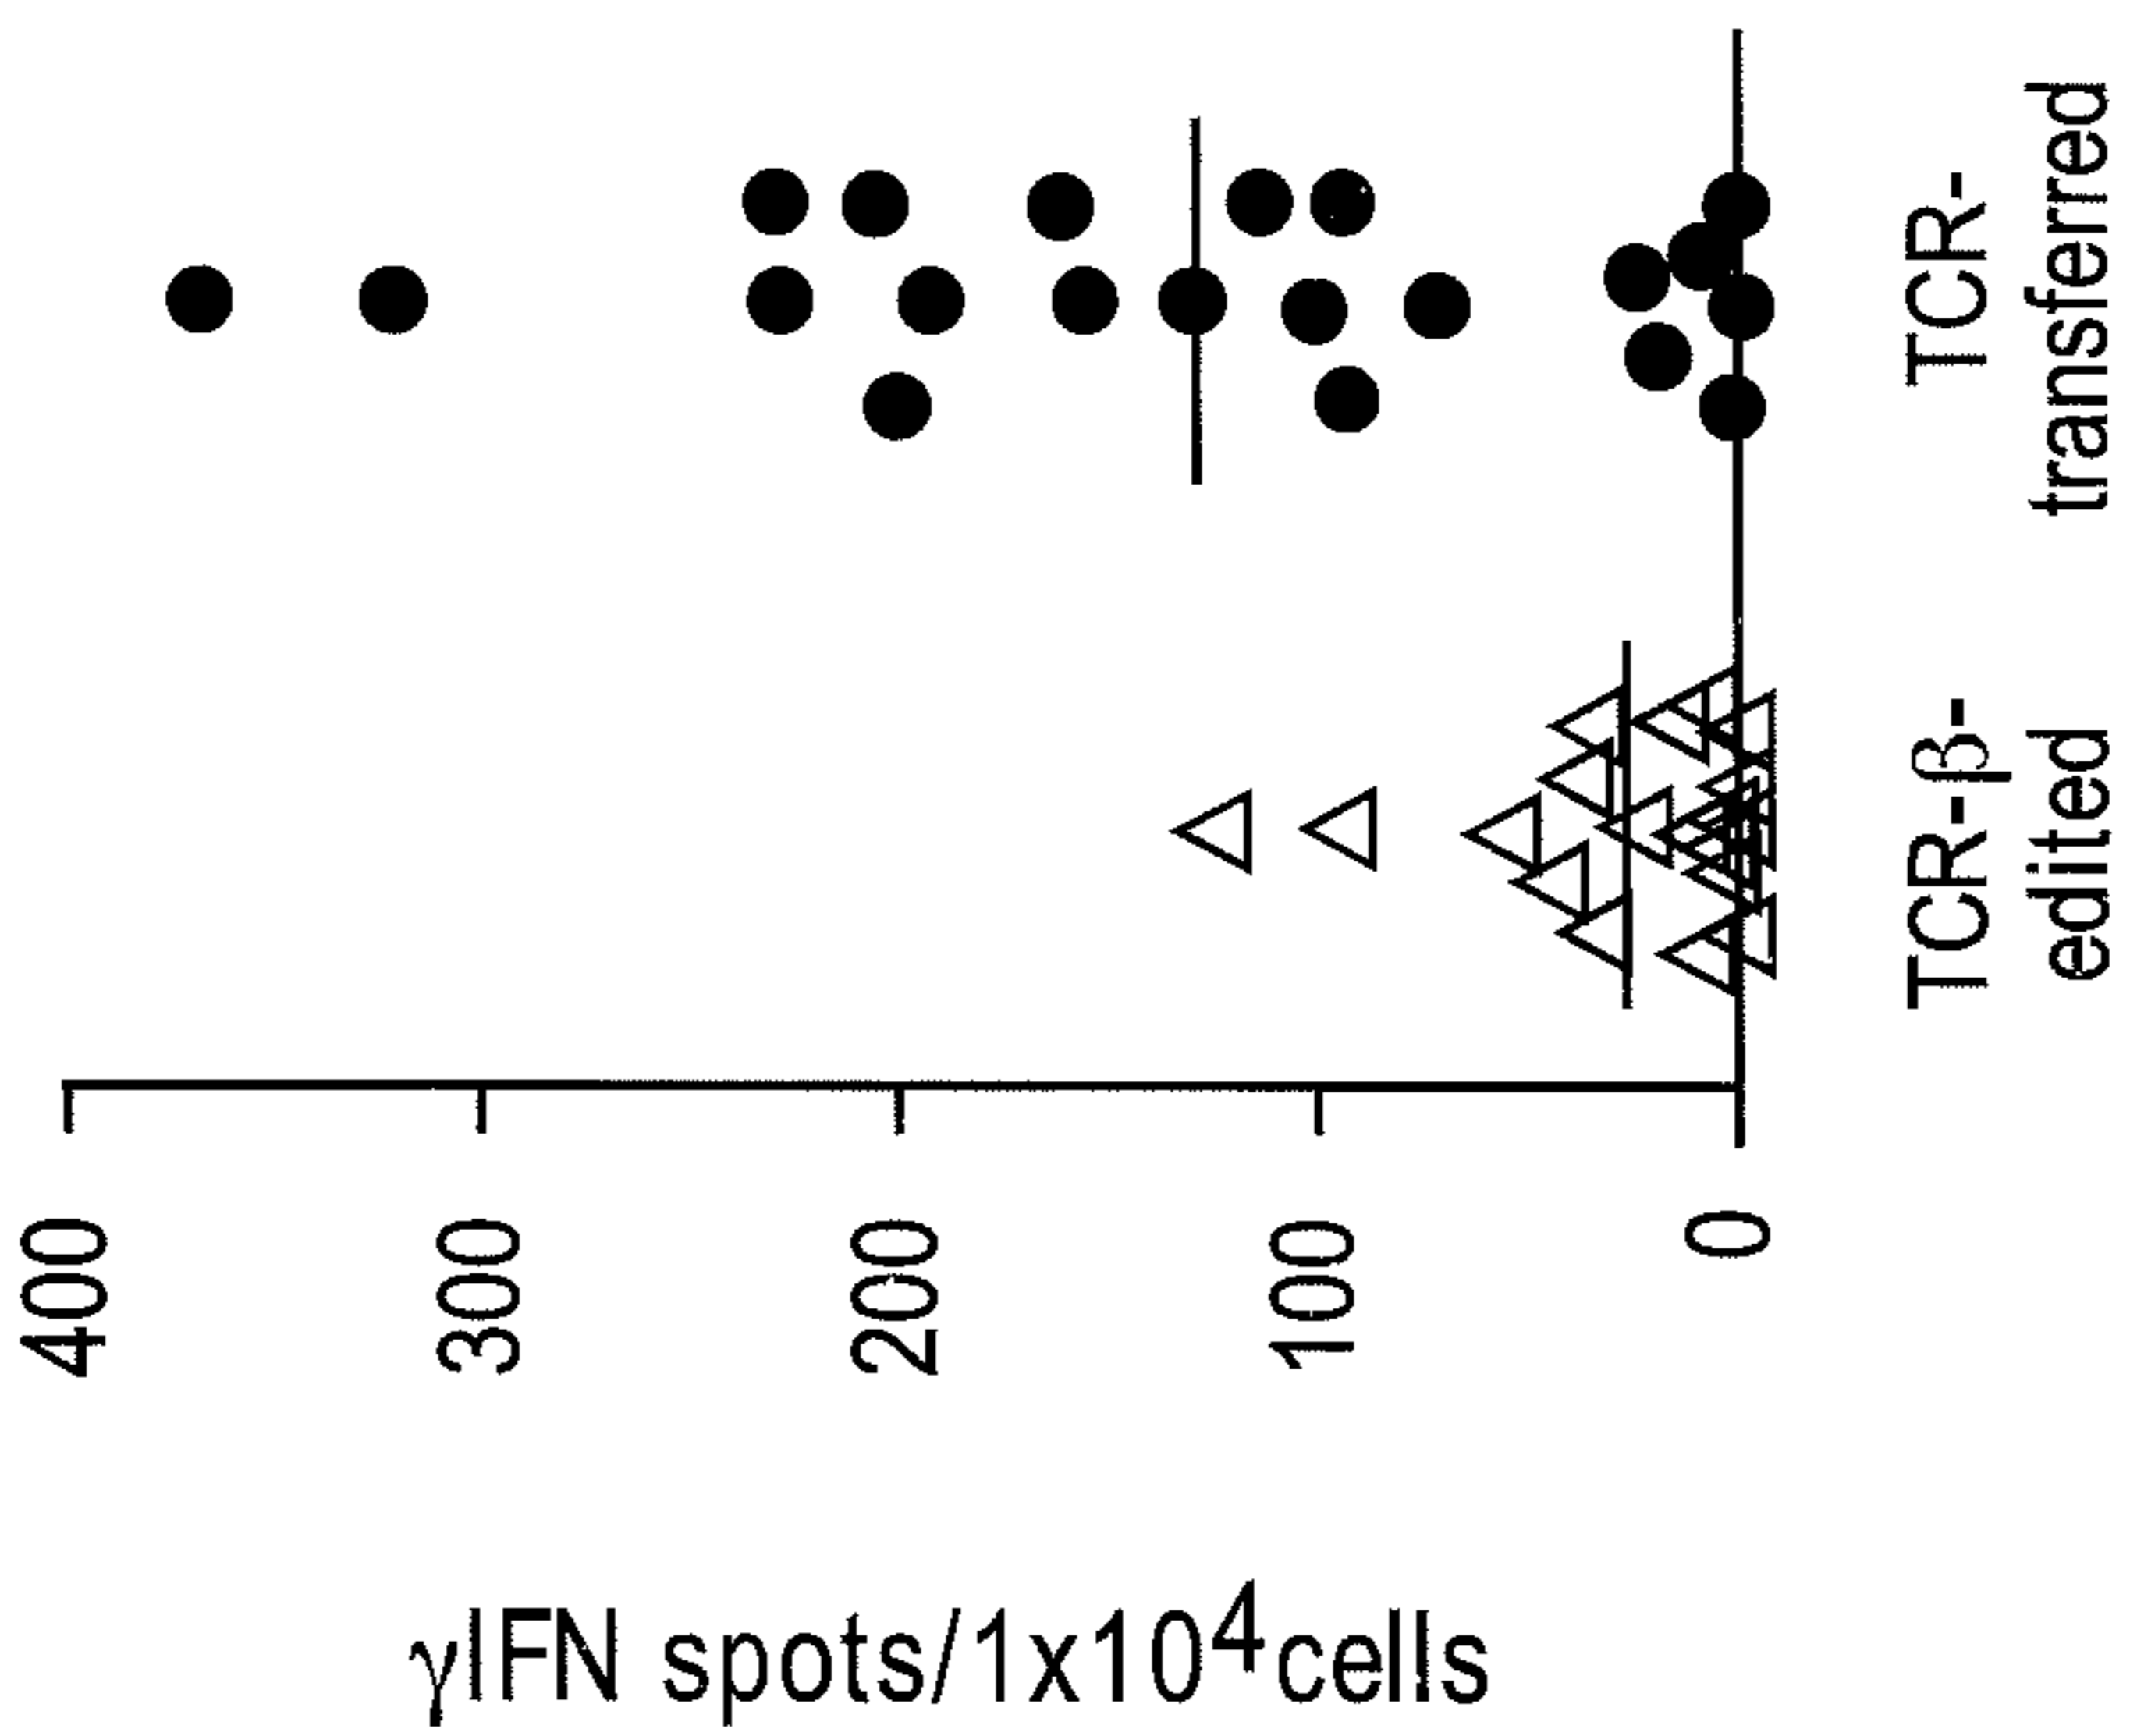 γIFN spots/1x10⁴cells
400
300
200
100
0
TCR-β-
edited
TCR-
transferred